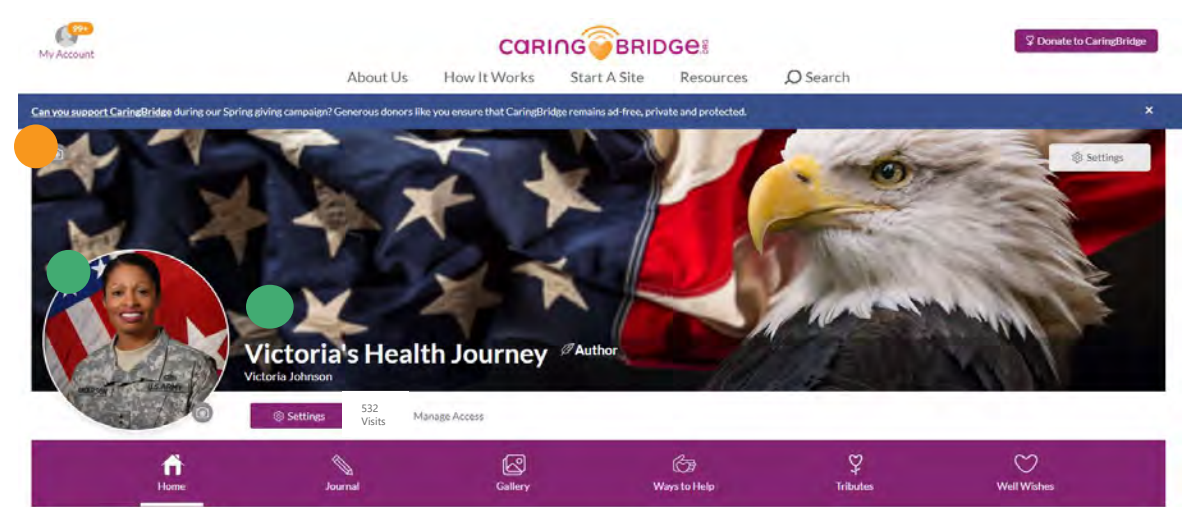 99+
My Account
CARINGBRIDGE.ORG
Donate to CaringBridge
About Us How It Works Start A Site Resources Search
Can you support CaringBridge during our Spring giving campaign? Generous donors like you ensure that CaringBridge remains ad-free, private and protected. ×
Settings
U.S. ARMY
Victoria's Health Journey Author
Victoria Johnson
Settings 532 Visits Manage Access
Home Journal Gallery Ways to Help Tributes Well Wishes